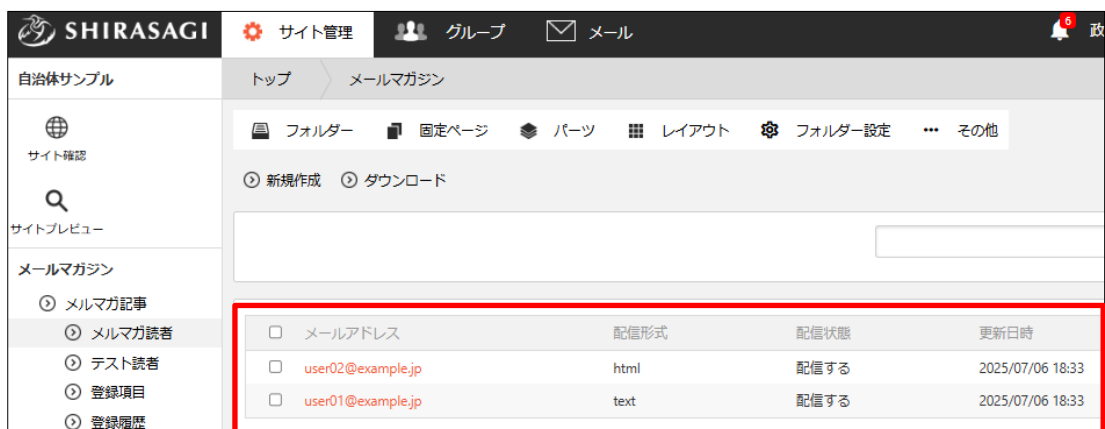 SHIRASAGI サイト管理 グループ メール 6 政
自治体サンプル トップ メールマガジン
サイト確認 フォルダー 固定ページ パーツ レイアウト フォルダー設定 ••• その他
新規作成 ダウンロード
サイトプレビュー
メールマガジン
メルマガ記事
メルマガ読者
テスト読者
登録項目
登録履歴
メールアドレス 配信形式 配信状態 更新日時
user02@example.jp html 配信する 2025/07/06 18:33
user01@example.jp text 配信する 2025/07/06 18:33